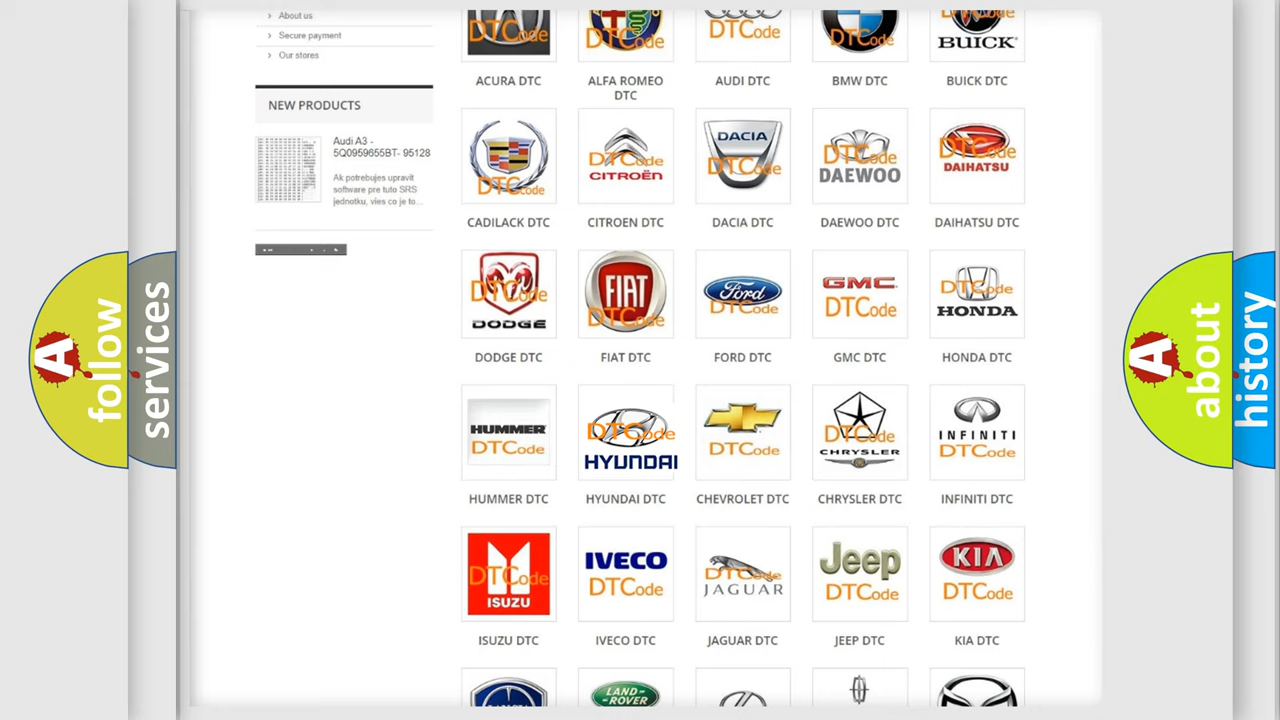 About us
Secure payment
Our stores
NEW PRODUCTS
Audi A3 -
5Q0959655BT- 95128
Ak potrebujes upravit
software pre tuto SRS
jednotku, vies co je to...
DTCode
DTCode
DTCode
DTCode
BUICK
ACURA DTC
ALFA ROMEO
DTC
AUDI DTC
BMW DTC
BUICK DTC
DTCode
DTCode
CITROËN
DACIA
DTCode
DTCode
DAEWOO
DTCode
DAIHATSU
CADILACK DTC
CITROEN DTC
DACIA DTC
DAEWOO DTC
DAIHATSU DTC
DTCode
DODGE
FIAT
DTCode
Ford
DTCode
GMC
DTCode
DTCode
HONDA
DODGE DTC
FIAT DTC
FORD DTC
GMC DTC
HONDA DTC
HUMMER
DTCode
DTCode
HYUNDAI
DTCode
DTCode
CHRYSLER
INFINITI
DTCode
HUMMER DTC
HYUNDAI DTC
CHEVROLET DTC
CHRYSLER DTC
INFINITI DTC
DTCode
ISUZU
IVECO
DTCode
DTCode
JAGUAR
Jeep
DTCode
KIA
DTCode
ISUZU DTC
IVECO DTC
JAGUAR DTC
JEEP DTC
KIA DTC
LAND-
ROVER
A
follow
services
A
about
history